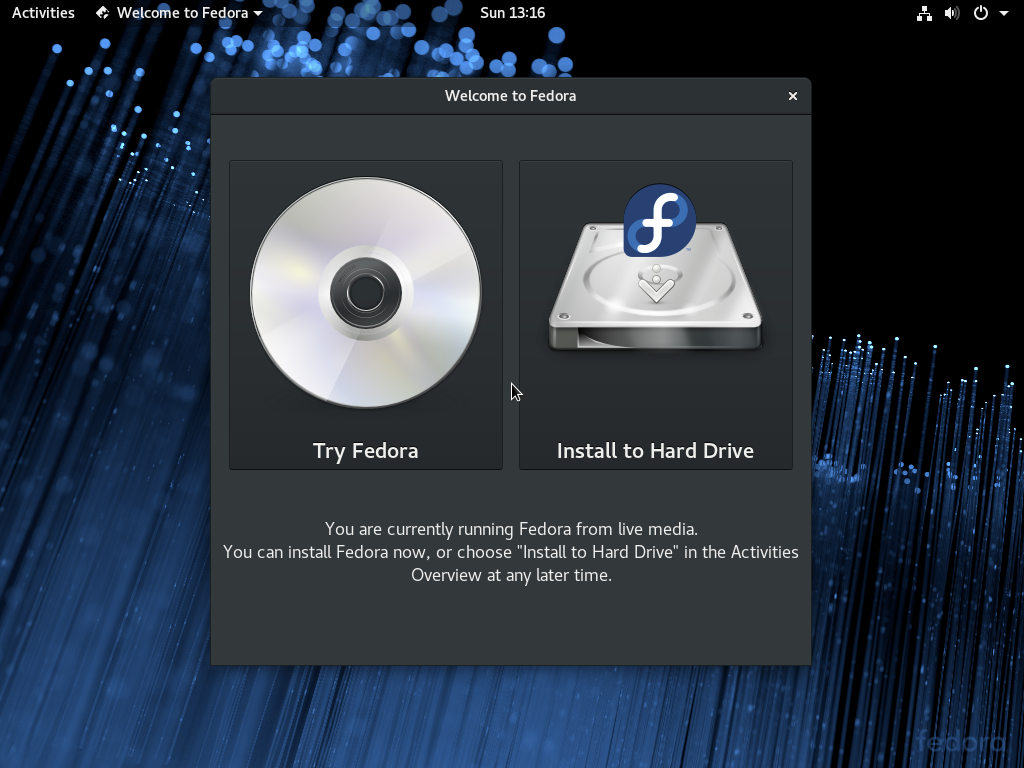 Activities
Welcome to Fedora
Sun 13:16
Welcome to Fedora
Try Fedora
Install to Hard Drive
You are currently running Fedora from live media.
You can install Fedora now, or choose "Install to Hard Drive" in the Activities
Overview at any later time.
fedora